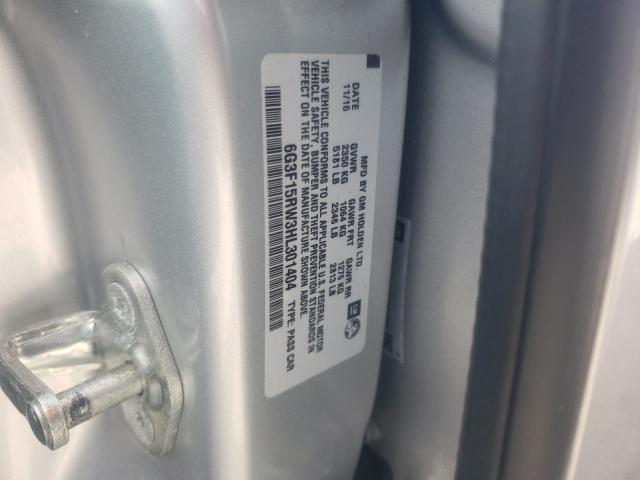 MFD BY GM HOLDEN LTD.
DATE GVWR GAWR FRT GAWR RR
11/16 2350 KG 1064 KG 1276 KG
5181 LB 2346 LB 2813 LB
THIS VEHICLE CONFORMS TO ALL APPLICABLE U.S. FEDERAL MOTOR
VEHICLE SAFETY, BUMPER AND THEFT PREVENTION STANDARDS IN
EFFECT ON THE DATE OF MANUFACTURE SHOWN ABOVE.
6G3F15RW3HL301404 TYPE: PASS CAR
GM